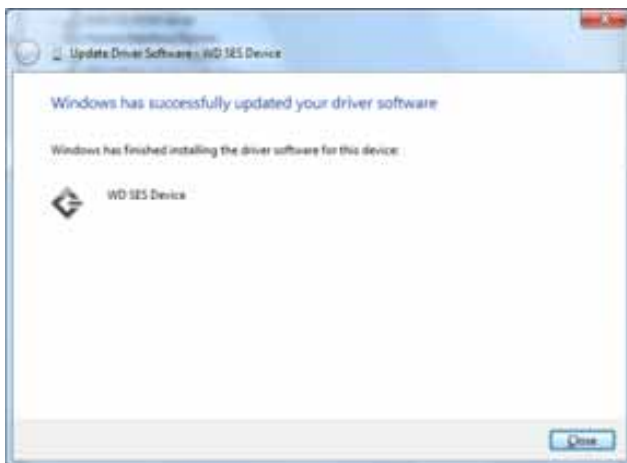 Update Driver Software - WD SES Device
Windows has successfully updated your driver software
Windows has finished installing the driver software for this device:
WD SES Device
Close